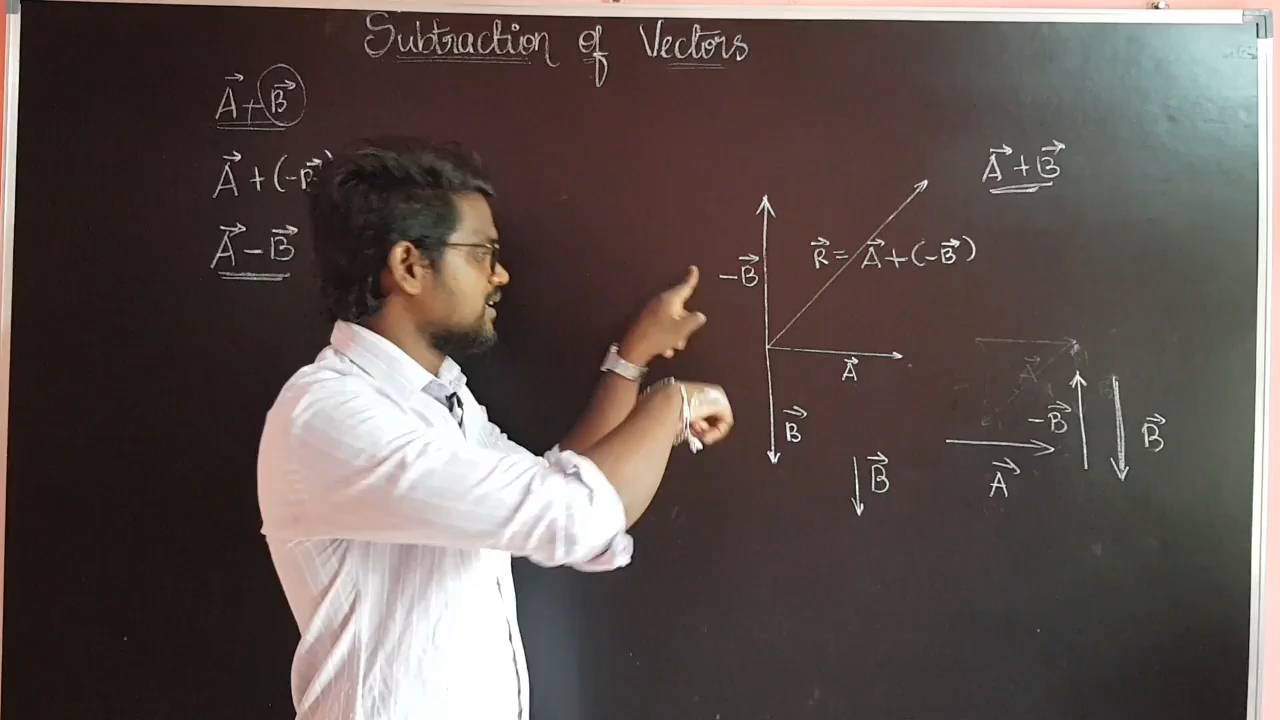 Subtraction of Vectors
A⃗ + B⃗
A⃗ + (-B⃗)
A⃗ - B⃗
A⃗ + B⃗
-B⃗
R⃗ = A⃗ + (-B⃗)
A⃗
B⃗
B⃗
A⃗
-B⃗
B⃗
A⃗